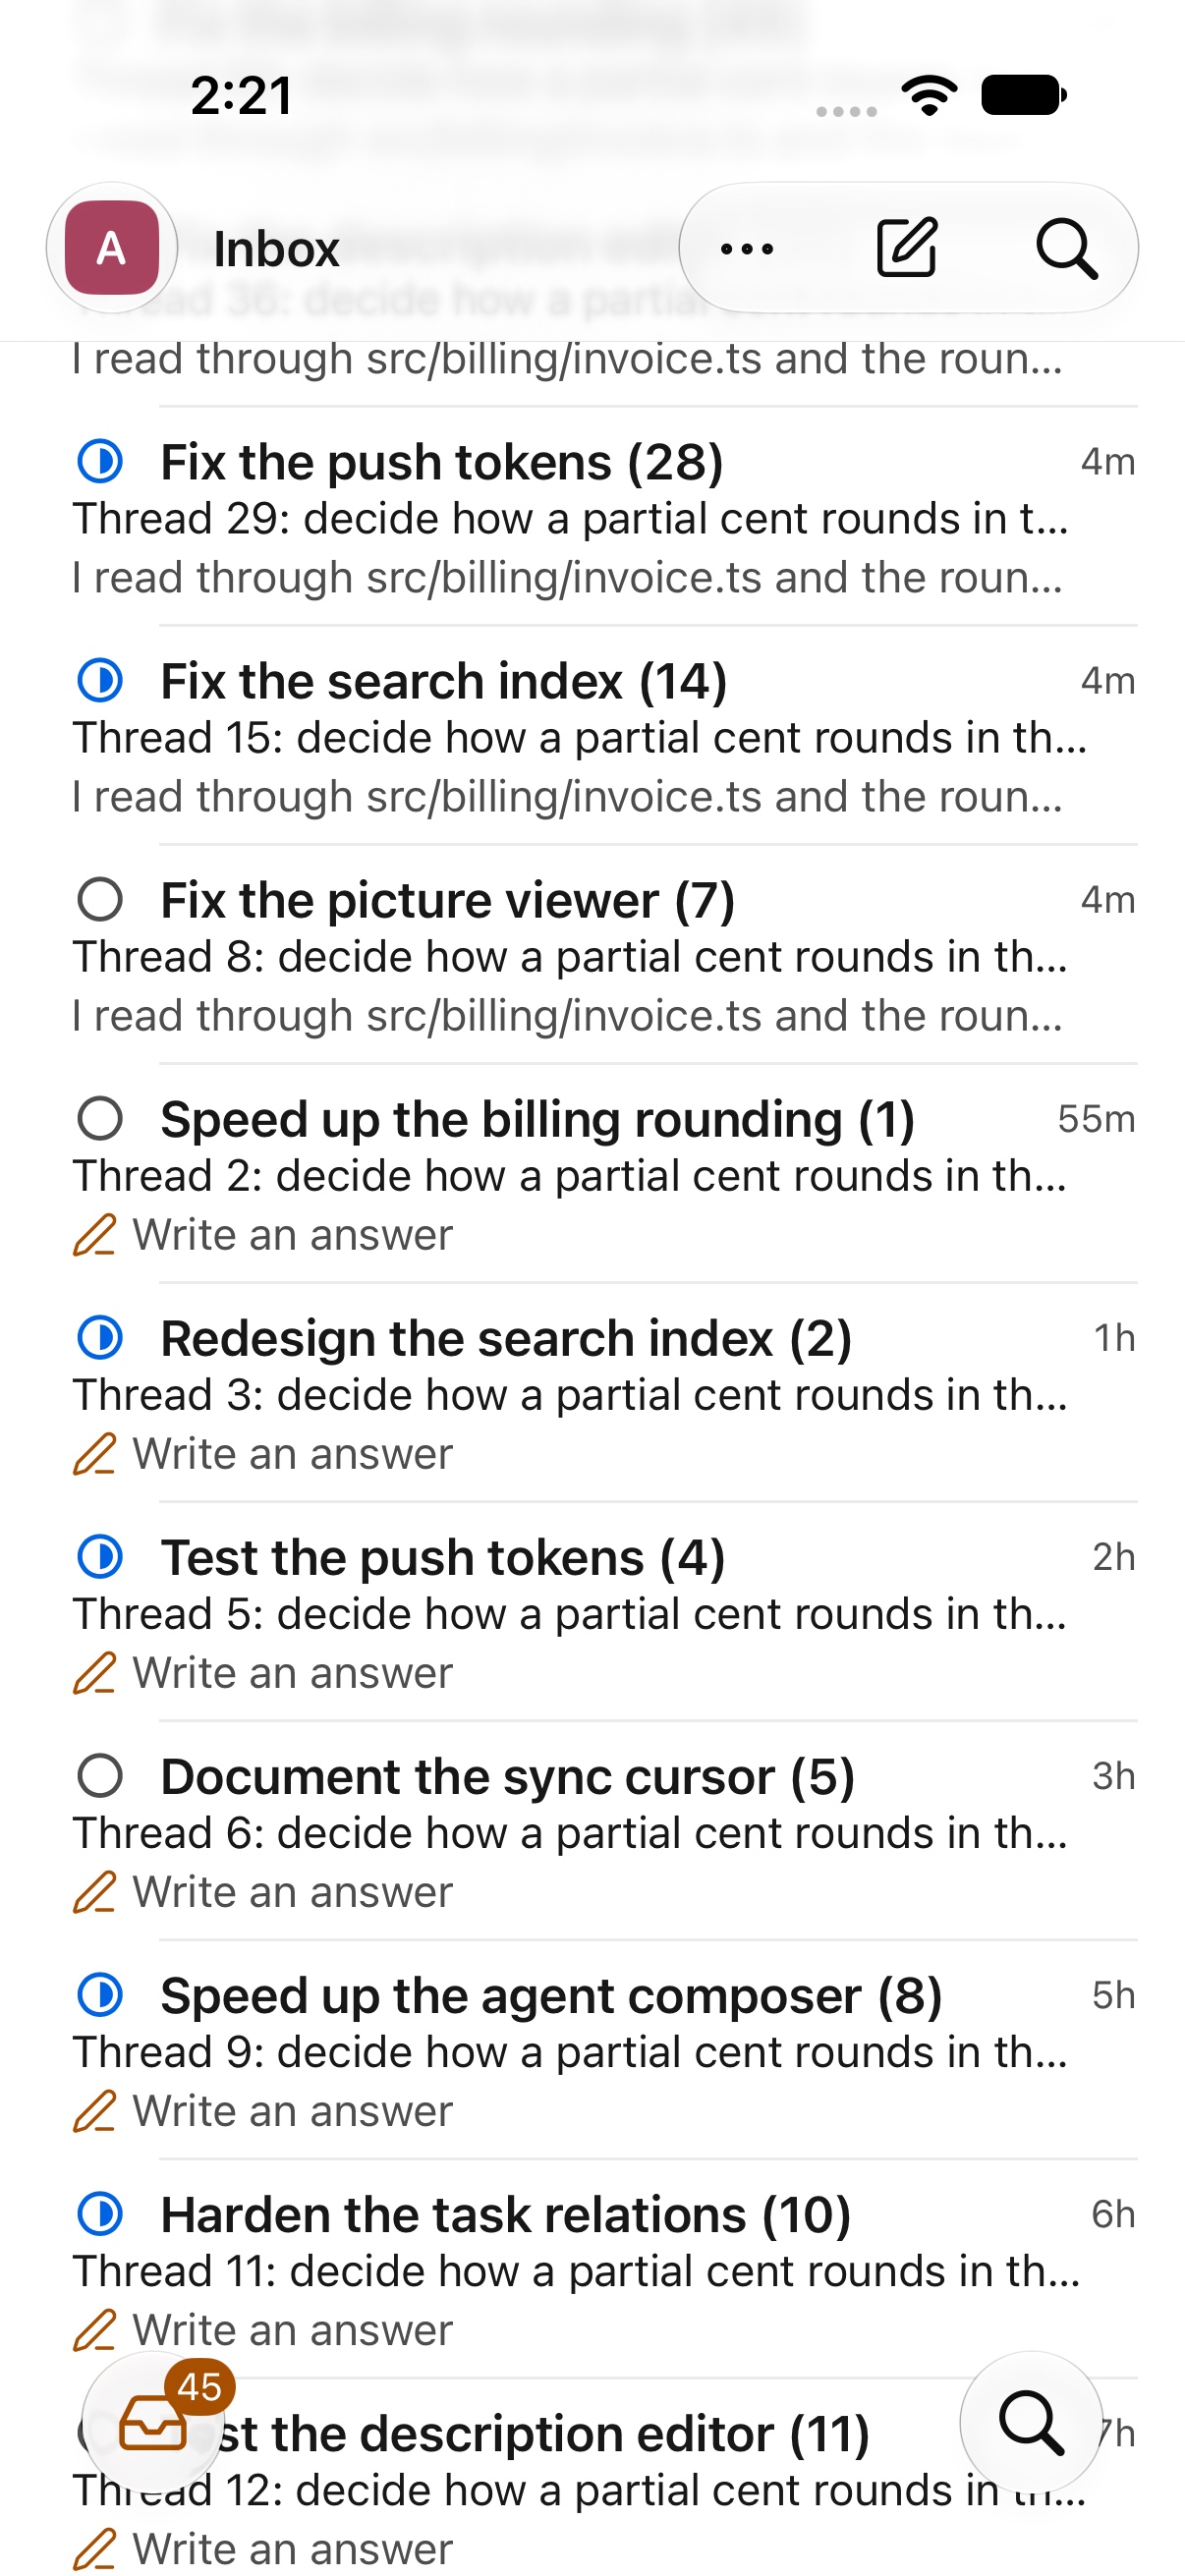 2:21
A
Inbox
Thread 36: decide how a partial
I read through src/billing/invoice.ts and the roun...
Fix the push tokens (28)
4m
Thread 29: decide how a partial cent rounds in t...
I read through src/billing/invoice.ts and the roun...
Fix the search index (14)
4m
Thread 15: decide how a partial cent rounds in th...
I read through src/billing/invoice.ts and the roun...
Fix the picture viewer (7)
4m
Thread 8: decide how a partial cent rounds in th...
I read through src/billing/invoice.ts and the roun...
Speed up the billing rounding (1)
55m
Thread 2: decide how a partial cent rounds in th...
Write an answer
Redesign the search index (2)
1h
Thread 3: decide how a partial cent rounds in th...
Write an answer
Test the push tokens (4)
2h
Thread 5: decide how a partial cent rounds in th...
Write an answer
Document the sync cursor (5)
3h
Thread 6: decide how a partial cent rounds in th...
Write an answer
Speed up the agent composer (8)
5h
Thread 9: decide how a partial cent rounds in th...
Write an answer
Harden the task relations (10)
6h
Thread 11: decide how a partial cent rounds in th...
Write an answer
45
st the description editor (11)
7h
Thread 12: decide how a partial cent rounds in th...
Write an answer